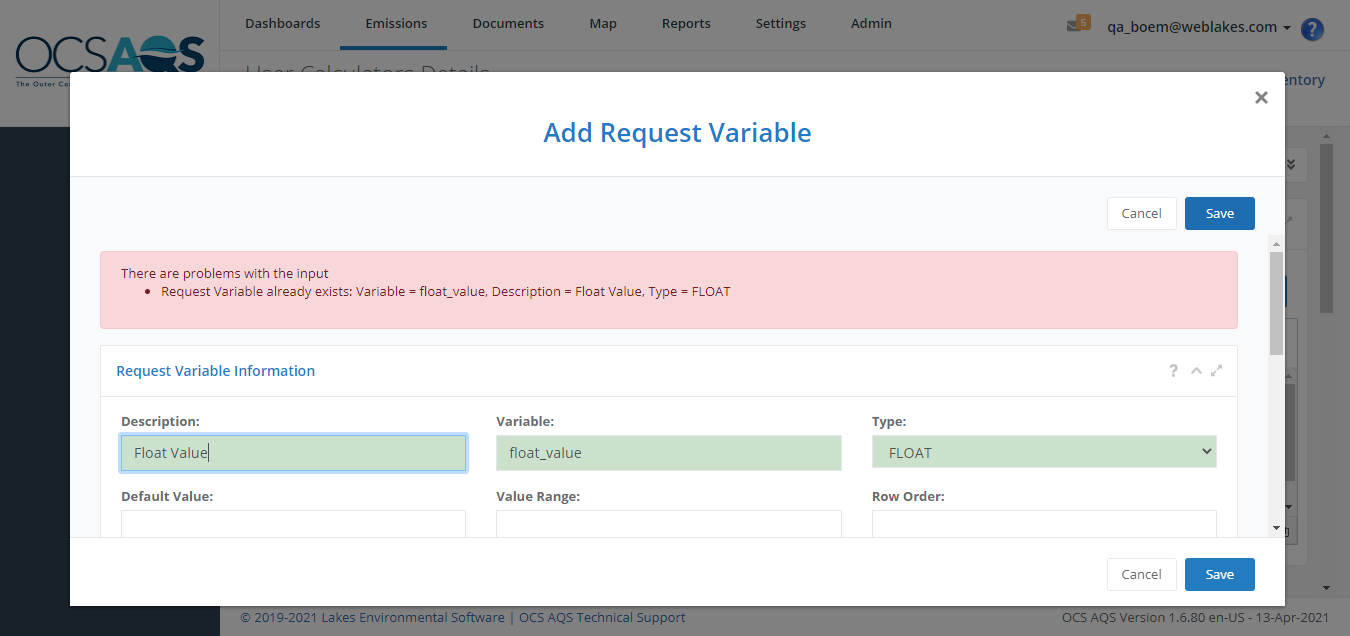 Dashboards Emissions Documents Map Reports Settings Admin 5 qa_boem@weblakes.com ?
OCSAQS
The Outer Co
User Calculators Details
entory
×
Add Request Variable
Cancel Save
There are problems with the input
• Request Variable already exists: Variable = float_value, Description = Float Value, Type = FLOAT
Request Variable Information ?
Description: Variable: Type:
Float Value float_value FLOAT
Default Value: Value Range: Row Order:
Cancel Save
© 2019-2021 Lakes Environmental Software | OCS AQS Technical Support OCS AQS Version 1.6.80 en-US - 13-Apr-2021